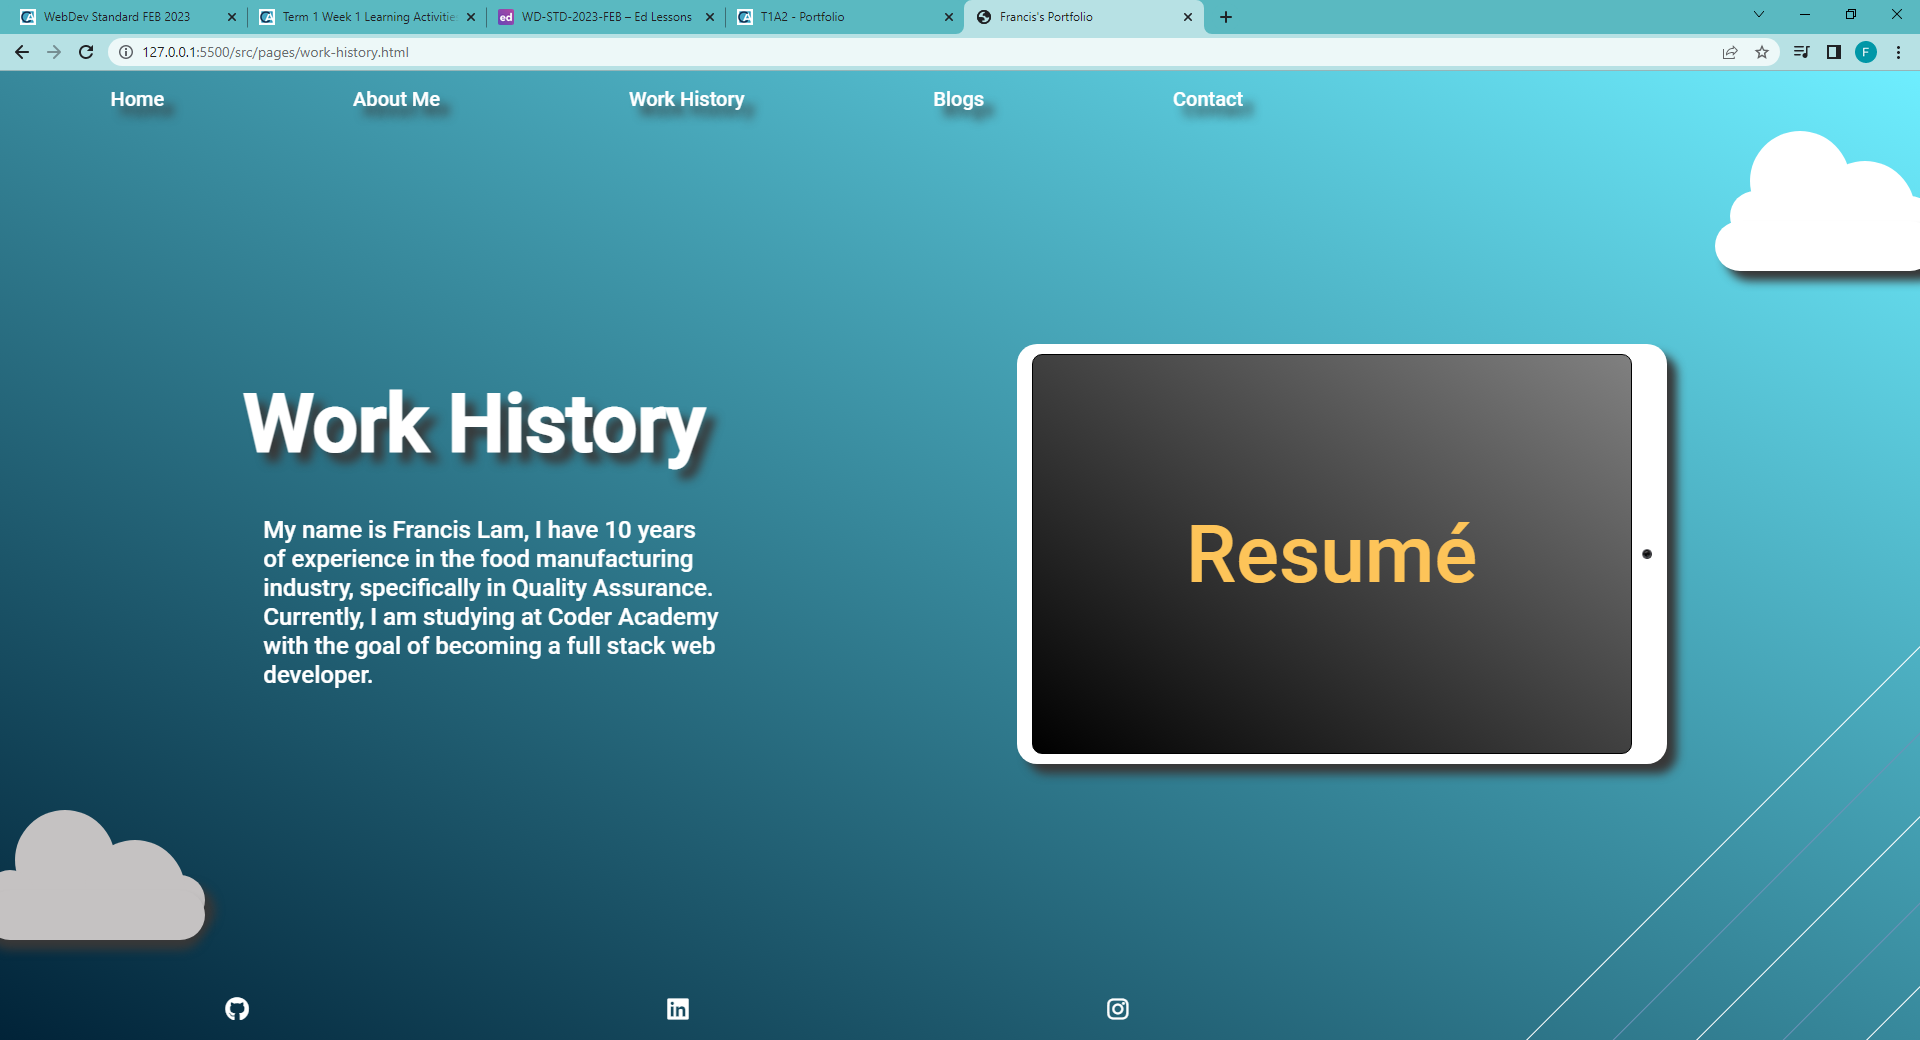 WebDev Standard FEB 2023
Term 1 Week 1 Learning Activitie
ed WD-STD-2023-FEB – Ed Lessons
T1A2 - Portfolio
Francis's Portfolio
127.0.0.1:5500/src/pages/work-history.html
F
Home About Me Work History Blogs Contact
Work History
My name is Francis Lam, I have 10 years
of experience in the food manufacturing
industry, specifically in Quality Assurance.
Currently, I am studying at Coder Academy
with the goal of becoming a full stack web
developer.
Resumé
in